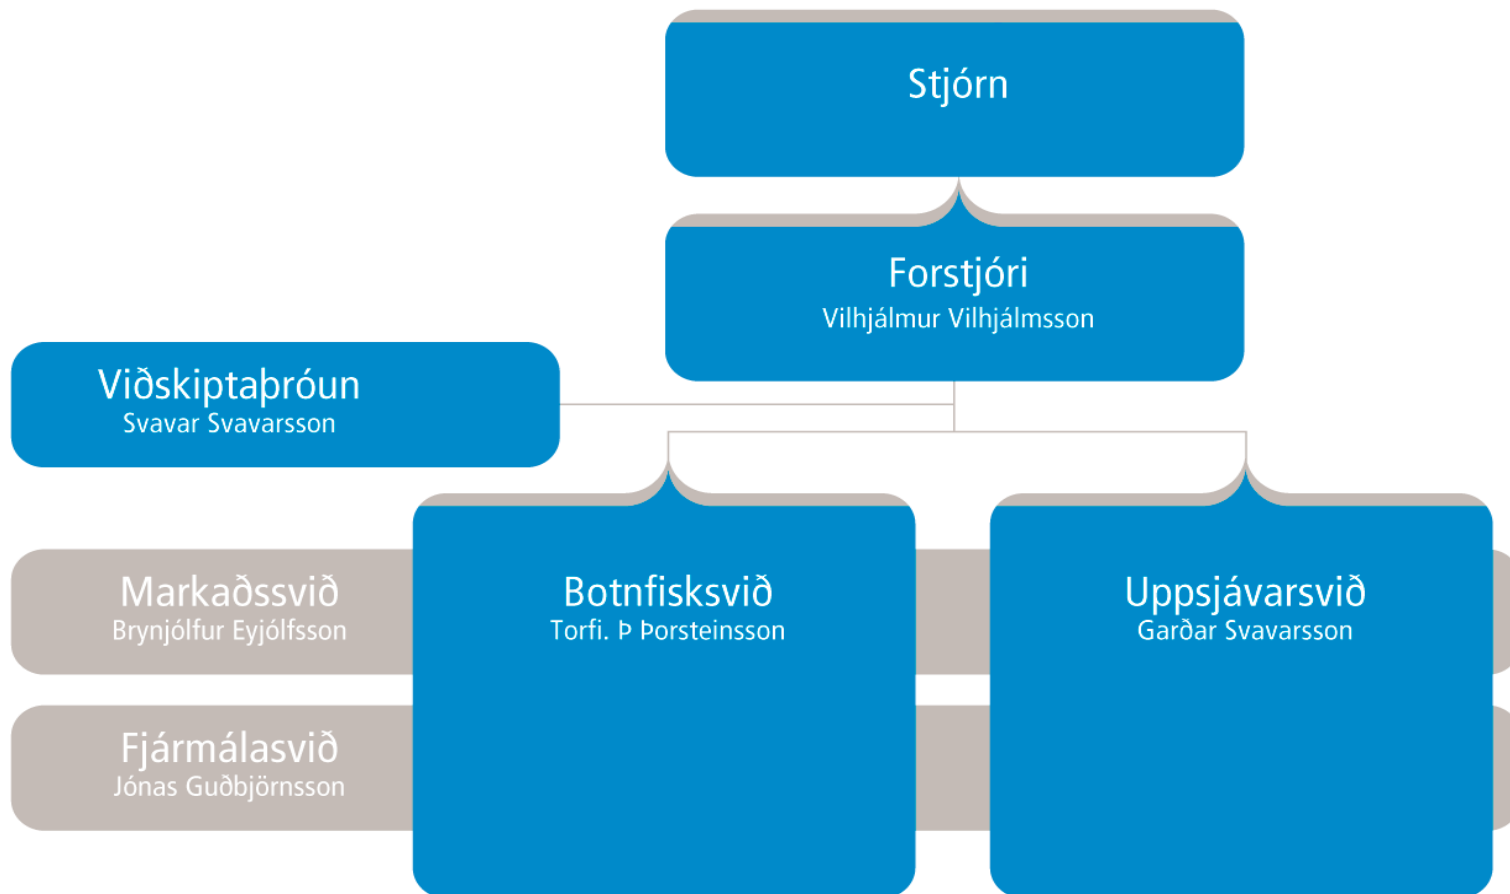 Stjórn
Forstjóri
Vilhjálmur Vilhjálmsson
Viðskiptaþróun
Svavar Svavarsson
Markaðssvið
Brynjólfur Eyjólfsson
Botnfisksvið
Torfi. Þ Þorsteinsson
Uppsjávarsvið
Garðar Svavarsson
Fjármálasvið
Jónas Guðbjörnsson